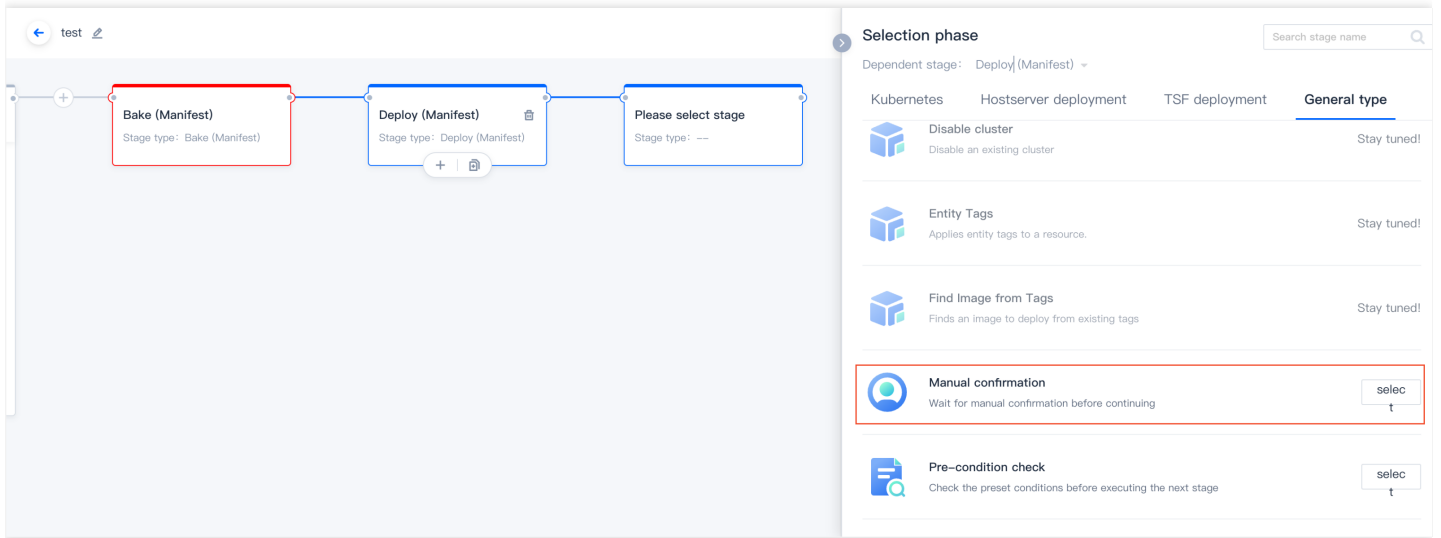 test
Bake (Manifest)
Stage type: Bake (Manifest)
Deploy (Manifest)
Stage type: Deploy (Manifest)
Please select stage
Stage type: --
Selection phase
Search stage name
Dependent stage: Deploy (Manifest)
Kubernetes Hostserver deployment TSF deployment General type
Disable cluster
Disable an existing cluster
Stay tuned!
Entity Tags
Applies entity tags to a resource.
Stay tuned!
Find Image from Tags
Finds an image to deploy from existing tags
Stay tuned!
Manual confirmation
Wait for manual confirmation before continuing
selec
t
Pre-condition check
Check the preset conditions before executing the next stage
selec
t